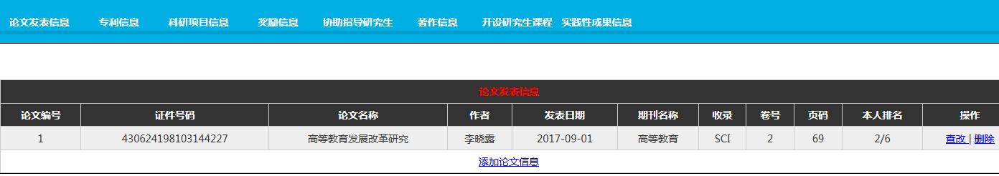 论文发表信息 专利信息 科研项目信息 奖励信息 协助指导研究生 著作信息 开设研究生课程 实践性成果信息
论文发表信息
论文编号 证件号码 论文名称 作者 发表日期 期刊名称 收录 卷号 页码 本人排名 操作
1 430624198103144227 高等教育发展改革研究 李晓露 2017-09-01 高等教育 SCI 2 69 2/6 查改 | 删除
添加论文信息